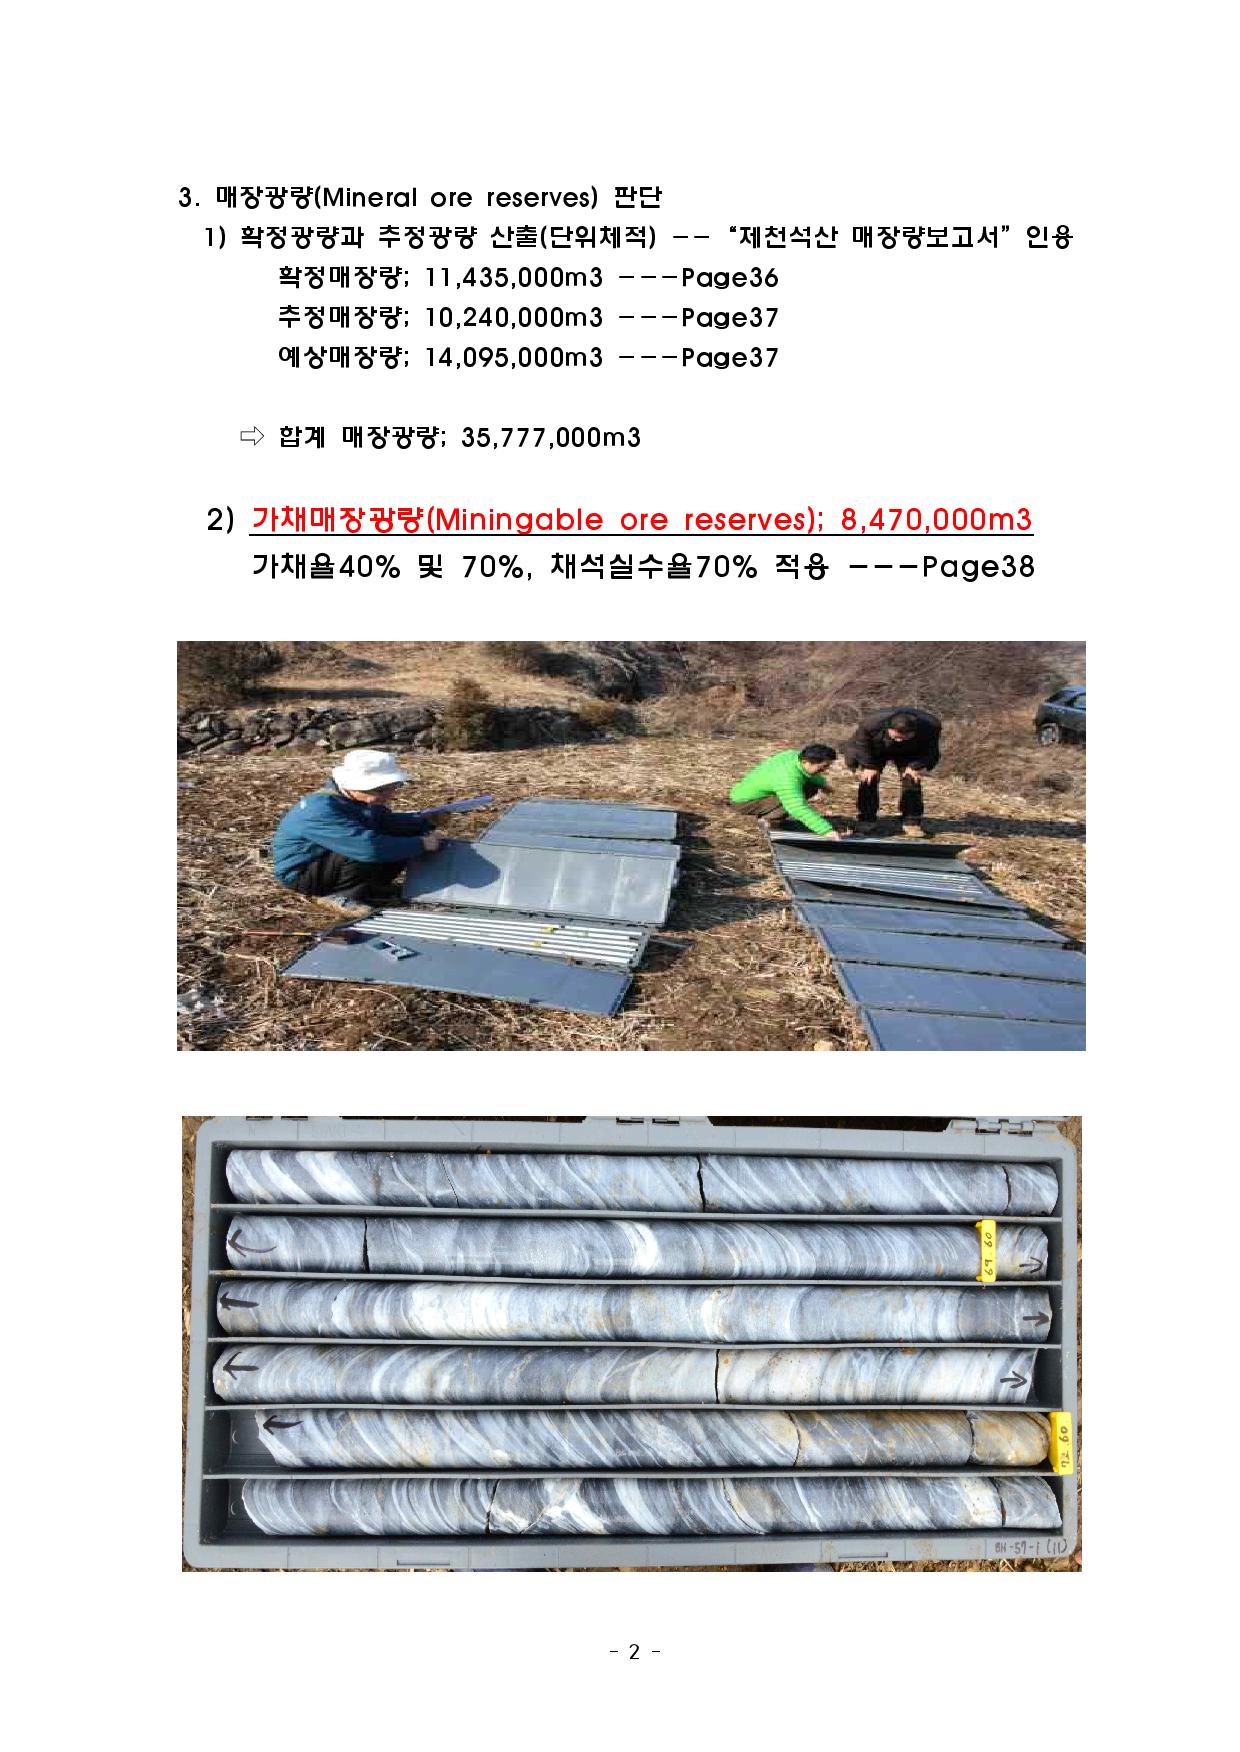 3. 매장광량(Mineral ore reserves) 판단
1) 확정광량과 추정광량 산출(단위체적) -- “제천석산 매장량보고서” 인용
확정매장량; 11,435,000m3 ---Page36
추정매장량; 10,240,000m3 ---Page37
예상매장량; 14,095,000m3 ---Page37
⇨ 합계 매장광량; 35,777,000m3
2) 가채매장광량(Miningable ore reserves); 8,470,000m3
가채율40% 및 70%, 채석실수율70% 적용 ---Page38
69.60
72.60
BH-57-1 (11)
- 2 -